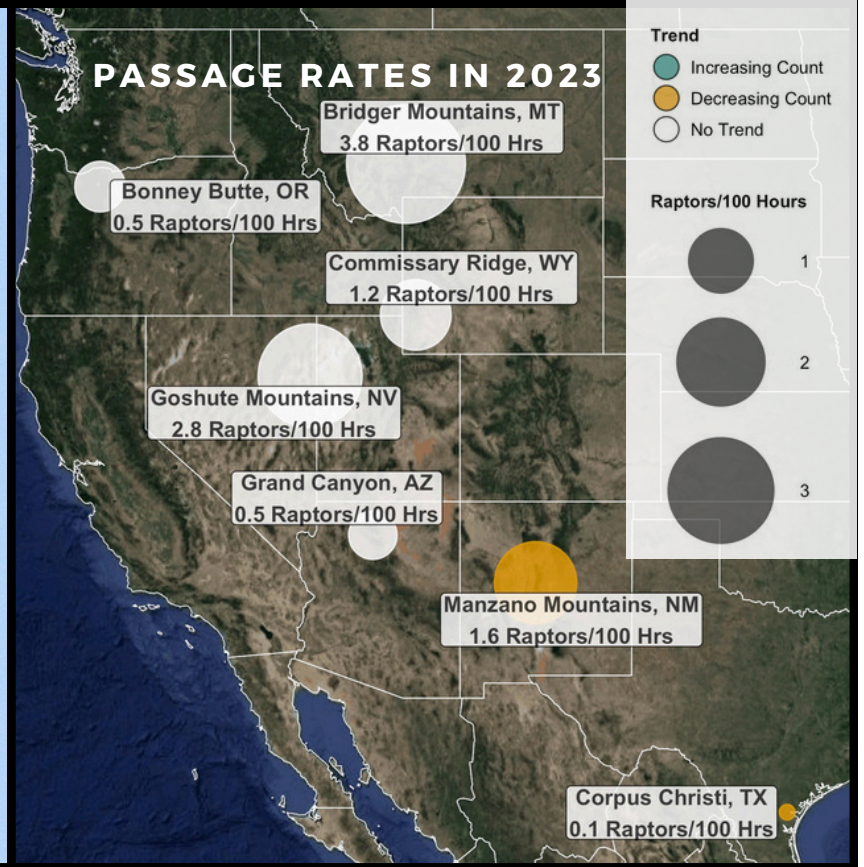 PASSAGE RATES IN 2023
Trend
Increasing Count
Decreasing Count
No Trend
Raptors/100 Hours
1
2
3
Bridger Mountains, MT
3.8 Raptors/100 Hrs
Bonney Butte, OR
0.5 Raptors/100 Hrs
Commissary Ridge, WY
1.2 Raptors/100 Hrs
Goshute Mountains, NV
2.8 Raptors/100 Hrs
Grand Canyon, AZ
0.5 Raptors/100 Hrs
Manzano Mountains, NM
1.6 Raptors/100 Hrs
Corpus Christi, TX
0.1 Raptors/100 Hrs